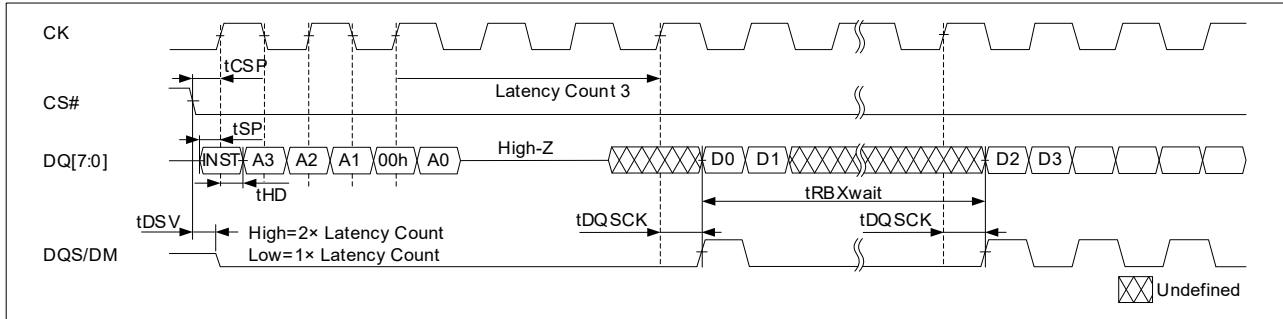 CK
tCSP
CS#
Latency Count 3
tSP
DQ[7:0]
INST A3 A2 A1 00h A0 High-Z D0 D1 D2 D3
tHD
tRBXwait
tDSV
High=2× Latency Count
tDQSCK tDQSCK
DQS/DM
Low=1× Latency Count
Undefined